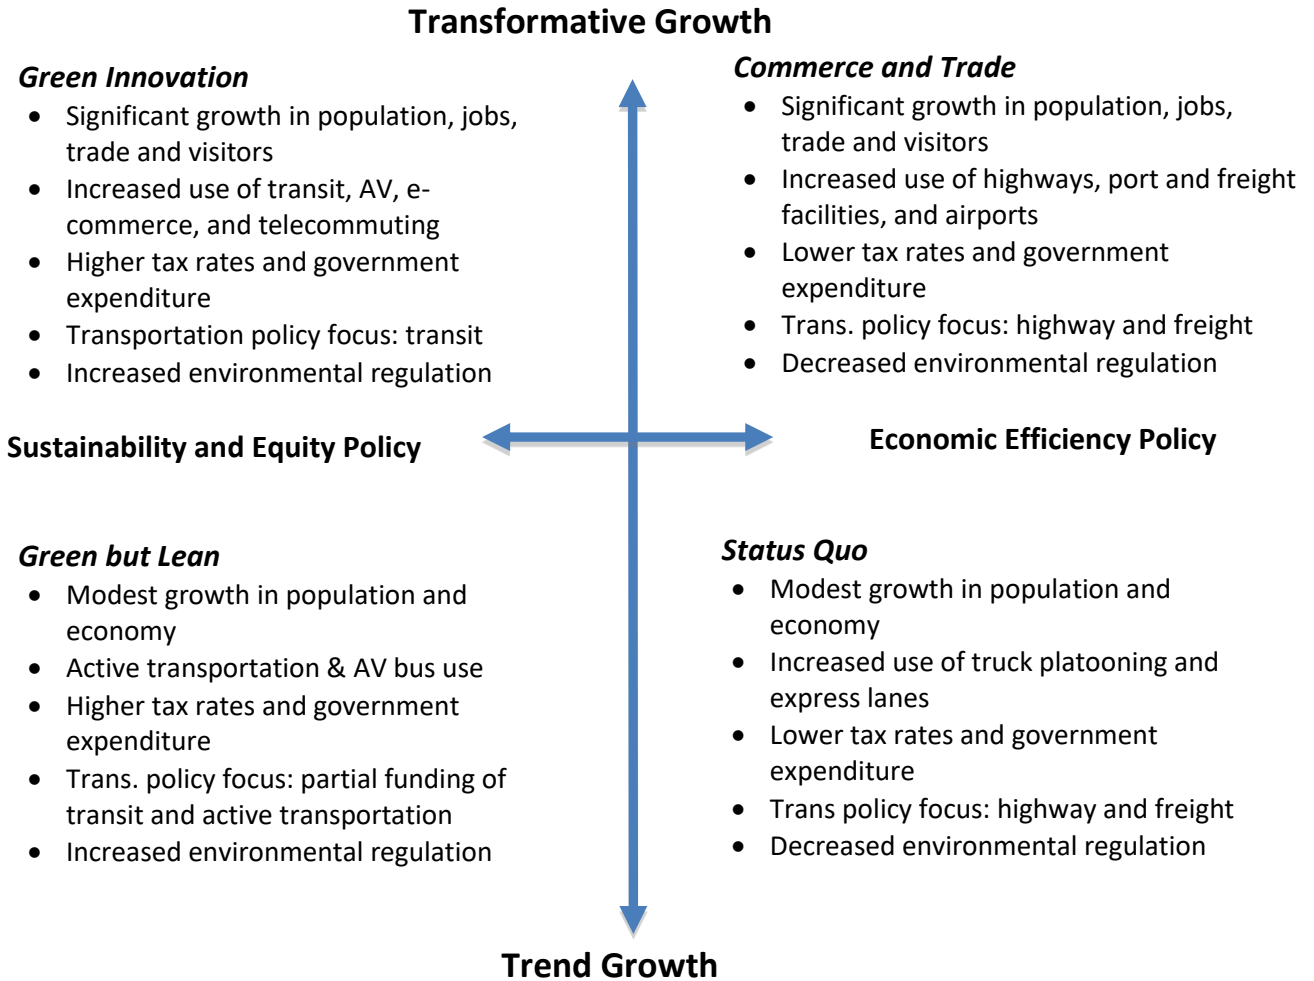 Transformative Growth
Green Innovation
• Significant growth in population, jobs,
trade and visitors
• Increased use of transit, AV, e-
commerce, and telecommuting
• Higher tax rates and government
expenditure
• Transportation policy focus: transit
• Increased environmental regulation
Commerce and Trade
• Significant growth in population, jobs,
trade and visitors
• Increased use of highways, port and freight
facilities, and airports
• Lower tax rates and government
expenditure
• Trans. policy focus: highway and freight
• Decreased environmental regulation
Sustainability and Equity Policy
Economic Efficiency Policy
Green but Lean
• Modest growth in population and
economy
• Active transportation & AV bus use
• Higher tax rates and government
expenditure
• Trans. policy focus: partial funding of
transit and active transportation
• Increased environmental regulation
Status Quo
• Modest growth in population and
economy
• Increased use of truck platooning and
express lanes
• Lower tax rates and government
expenditure
• Trans policy focus: highway and freight
• Decreased environmental regulation
Trend Growth